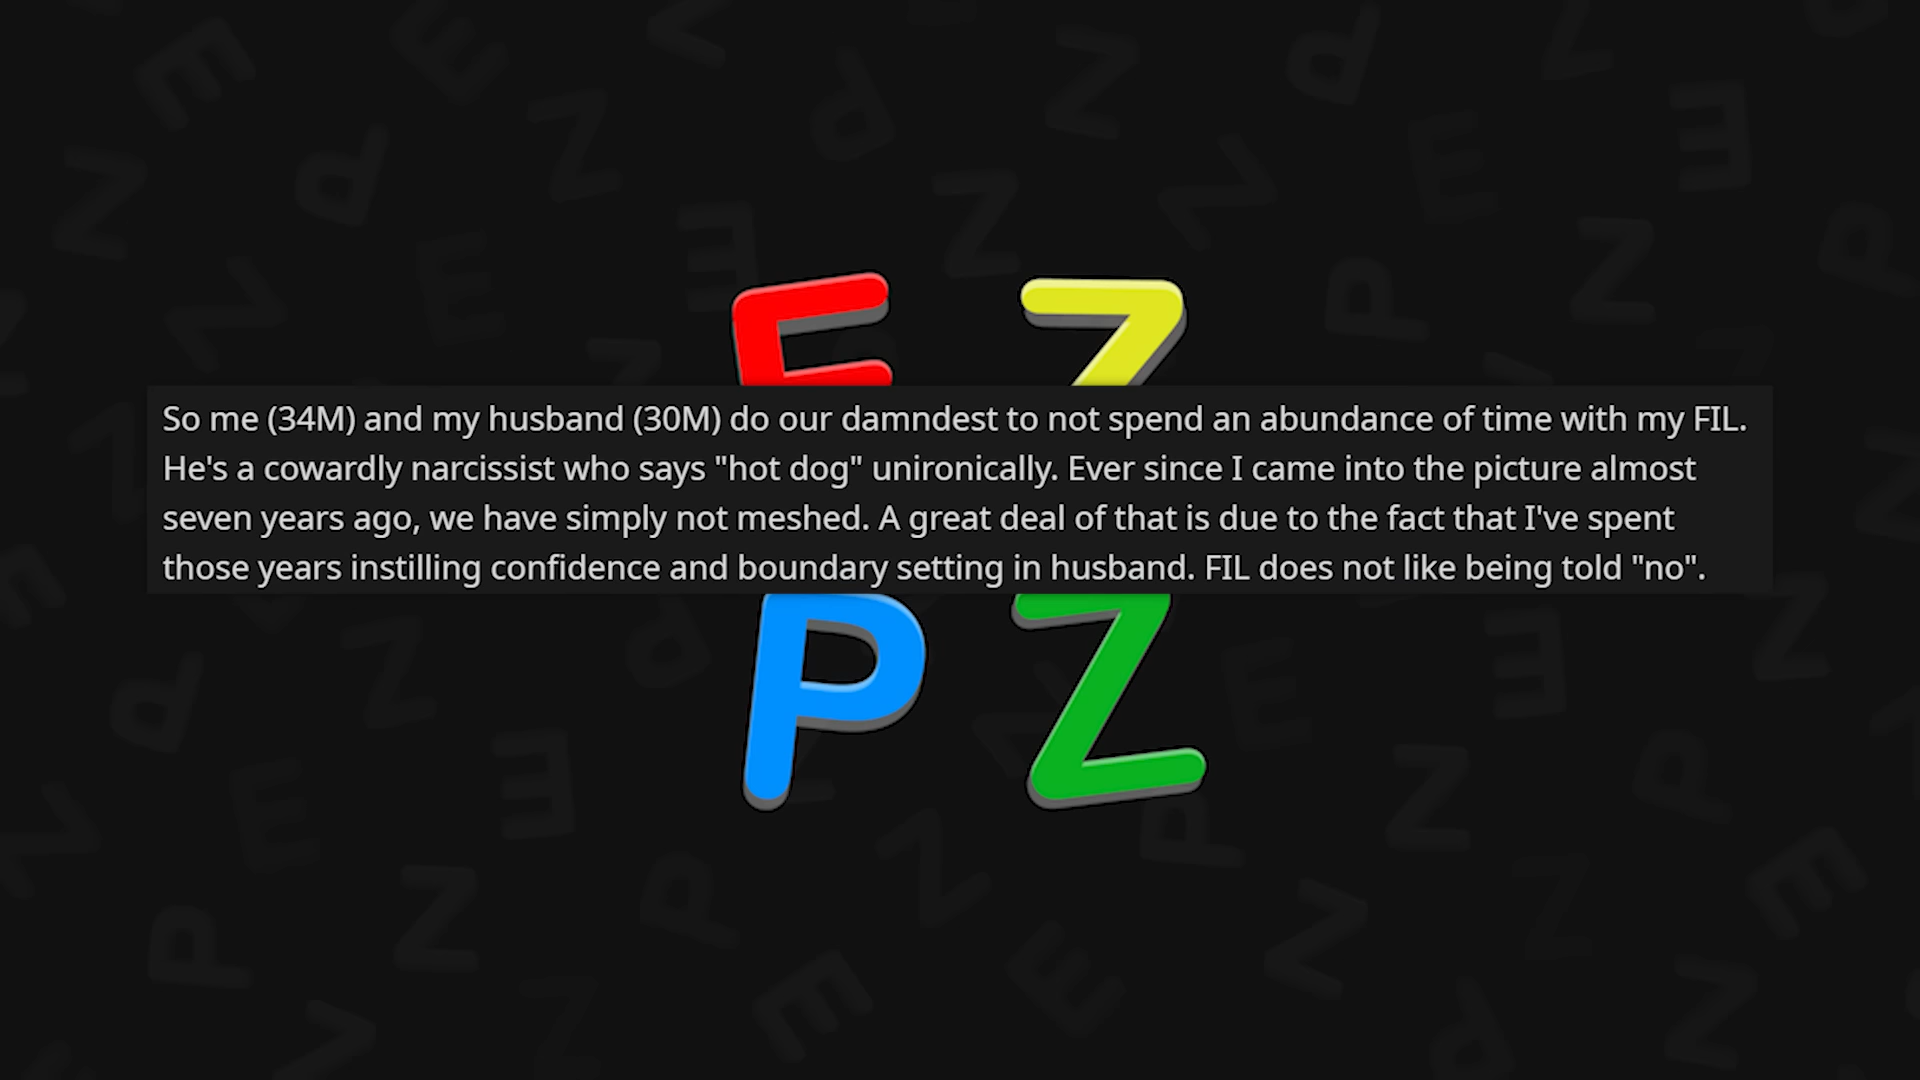 E Z
So me (34M) and my husband (30M) do our damndest to not spend an abundance of time with my FIL.
He's a cowardly narcissist who says "hot dog" unironically. Ever since I came into the picture almost
seven years ago, we have simply not meshed. A great deal of that is due to the fact that I've spent
those years instilling confidence and boundary setting in husband. FIL does not like being told "no".
P Z